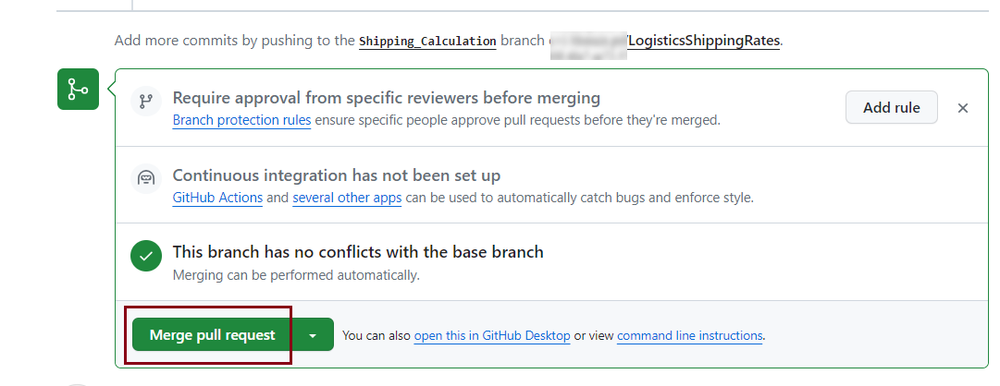 Add more commits by pushing to the Shipping_Calculation branch /LogisticsShippingRates.
Require approval from specific reviewers before merging
Branch protection rules ensure specific people approve pull requests before they're merged.
Add rule
Continuous integration has not been set up
GitHub Actions and several other apps can be used to automatically catch bugs and enforce style.
This branch has no conflicts with the base branch
Merging can be performed automatically.
Merge pull request
You can also open this in GitHub Desktop or view command line instructions.